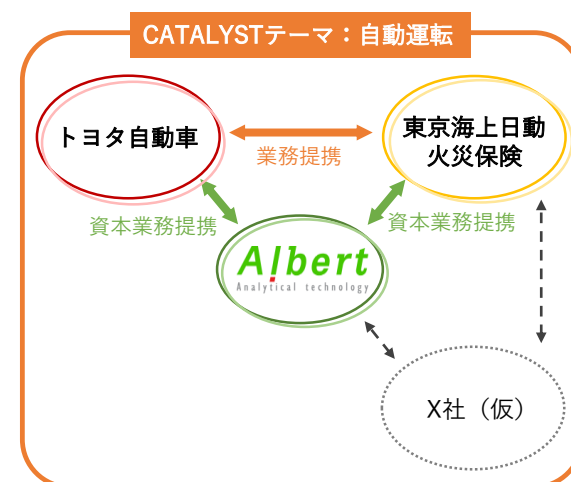 CATALYSTテーマ：自動運転
トヨタ自動車
業務提携
東京海上日動
火災保険
資本業務提携
資本業務提携
Albert
Analytical technology
X社（仮）